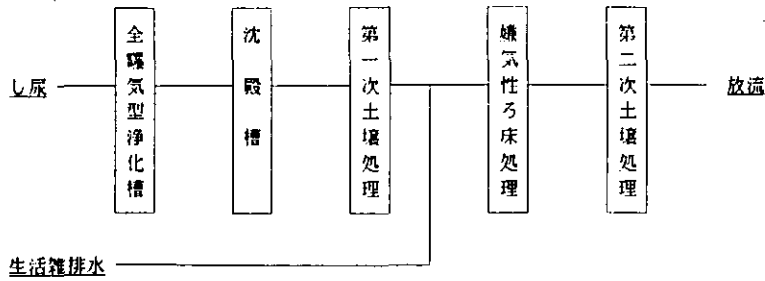 し尿
全曝気型浄化槽
沈殿槽
第一次土壌処理
嫌気性ろ床処理
第二次土壌処理
放流
生活雑排水